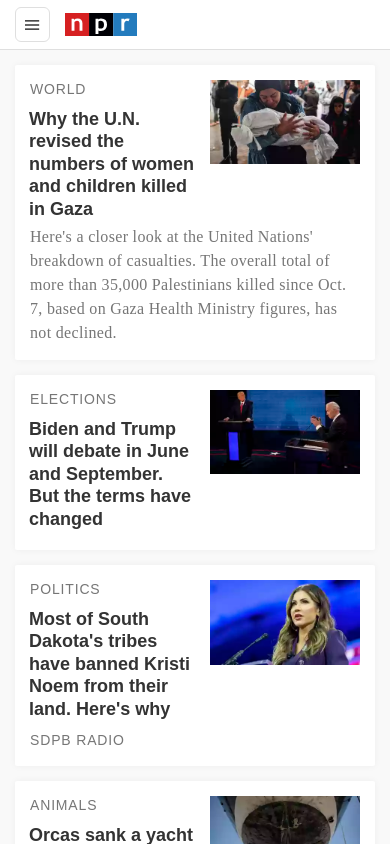 npr
WORLD
Why the U.N.
revised the
numbers of women
and children killed
in Gaza
Here's a closer look at the United Nations'
breakdown of casualties. The overall total of
more than 35,000 Palestinians killed since Oct.
7, based on Gaza Health Ministry figures, has
not declined.
ELECTIONS
Biden and Trump
will debate in June
and September.
But the terms have
changed
POLITICS
Most of South
Dakota's tribes
have banned Kristi
Noem from their
land. Here's why
SDPB RADIO
ANIMALS
Orcas sank a yacht